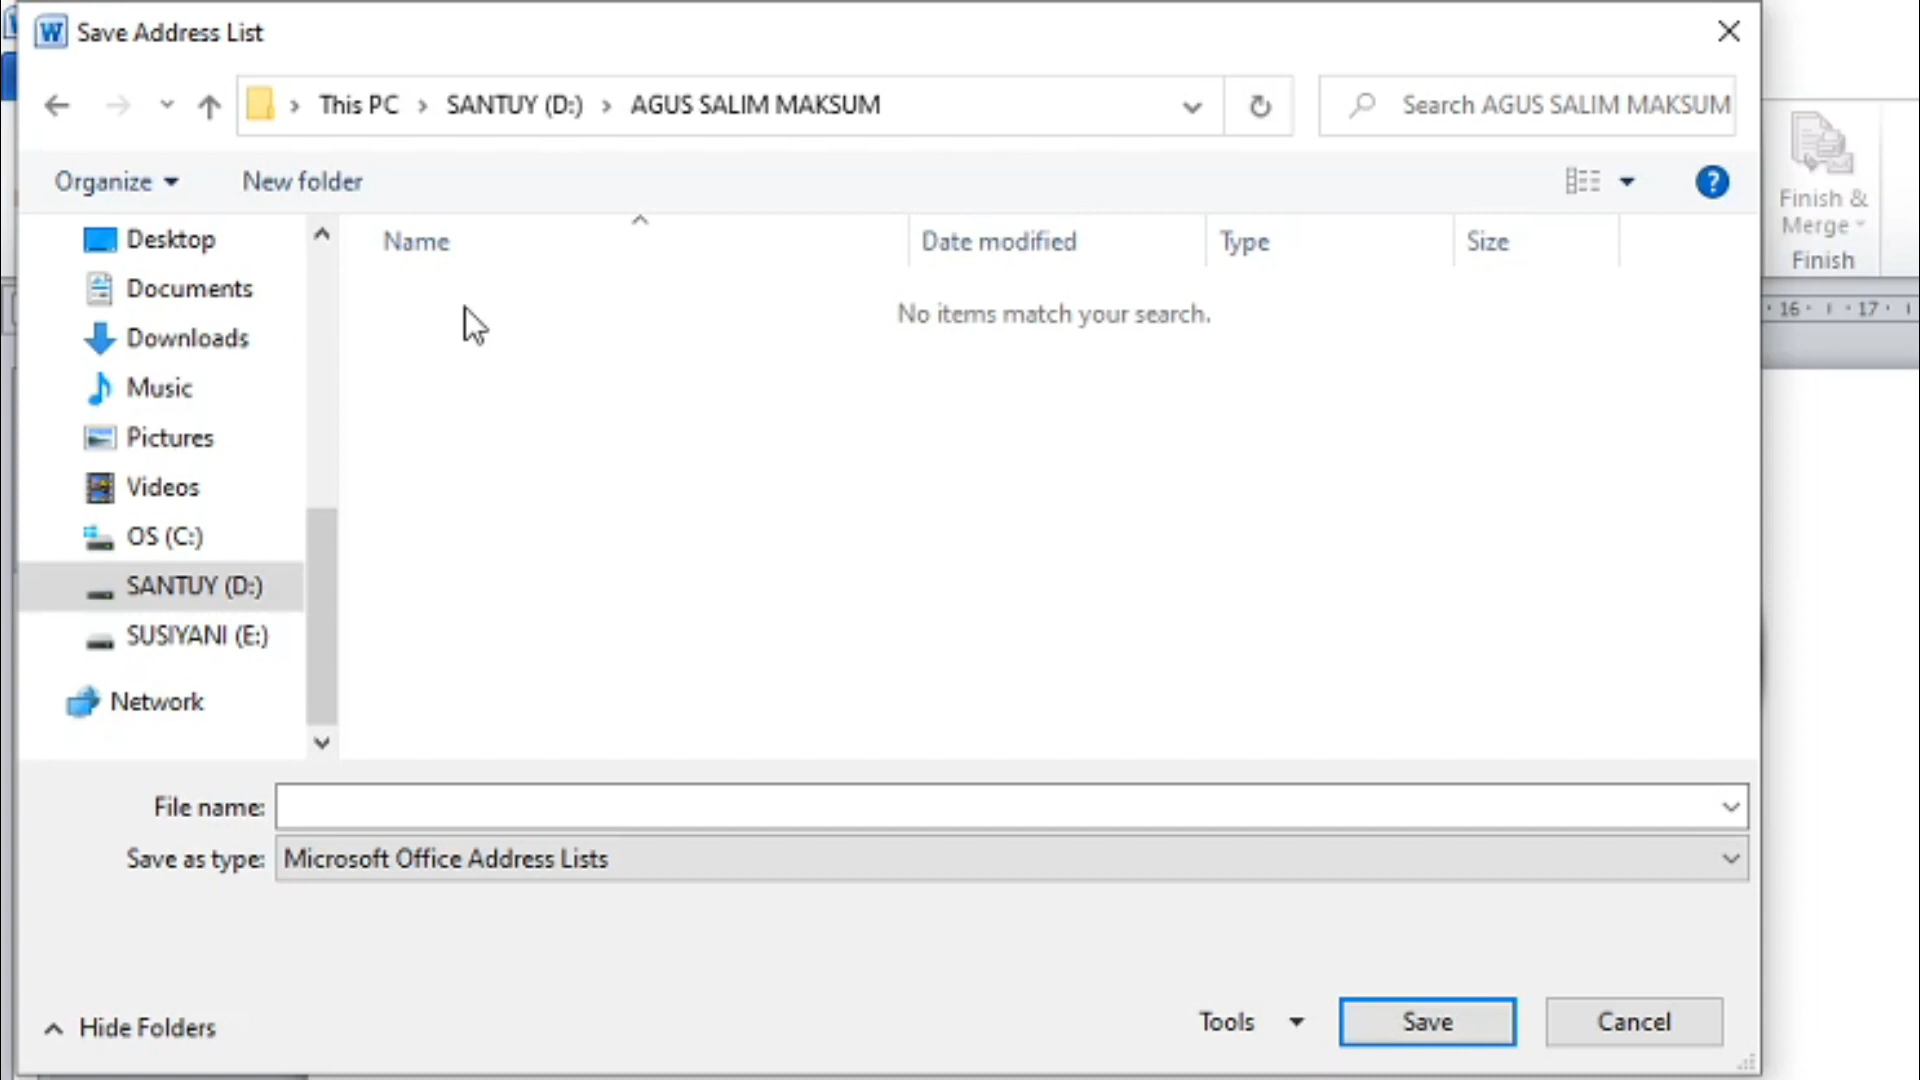 Save Address List
This PC > SANTUY (D:) > AGUS SALIM MAKSUM
Search AGUS SALIM MAKSUM
Organize
New folder
Name
Date modified
Type
Size
No items match your search.
Desktop
Documents
Downloads
Music
Pictures
Videos
OS (C:)
SANTUY (D:)
SUSIYANI (E:)
Network
File name:
Save as type: Microsoft Office Address Lists
Hide Folders
Tools
Save
Cancel
Finish &
Merge
Finish
16 17